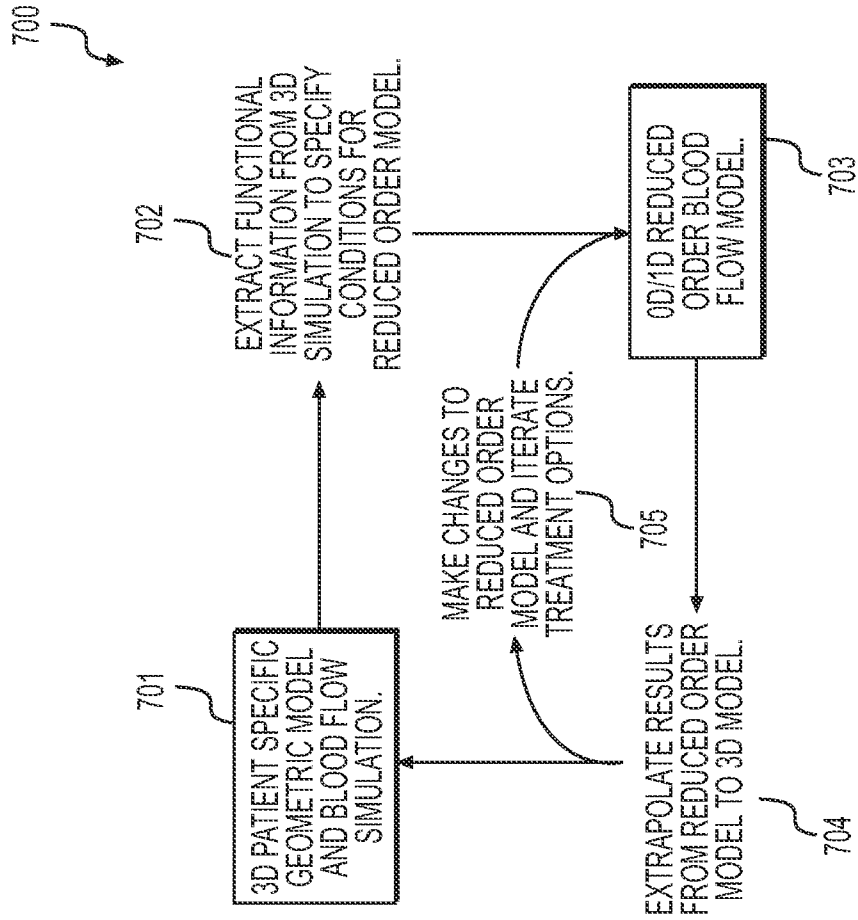 700
701
3D PATIENT SPECIFIC
GEOMETRIC MODEL
AND BLOOD FLOW
SIMULATION.
702
EXTRACT FUNCTIONAL
INFORMATION FROM 3D
SIMULATION TO SPECIFY
CONDITIONS FOR
REDUCED ORDER MODEL.
MAKE CHANGES TO
REDUCED ORDER
MODEL AND ITERATE
TREATMENT OPTIONS.
705
EXTRAPOLATE RESULTS
FROM REDUCED ORDER
MODEL TO 3D MODEL.
704
0D/1D REDUCED
ORDER BLOOD
FLOW MODEL.
703